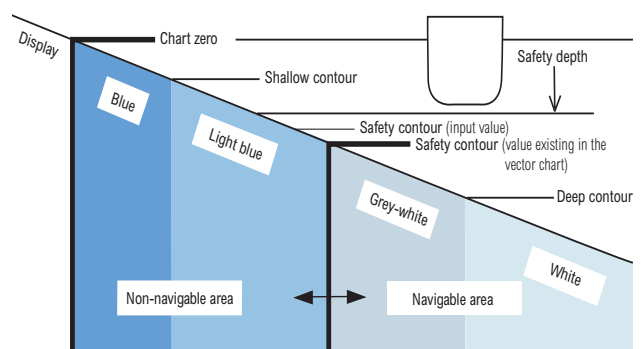 Display
Chart zero
Safety depth
Shallow contour
Blue
Light blue
Safety contour (input value)
Safety contour (value existing in the
vector chart)
Grey-white
Deep contour
White
Non-navigable area
Navigable area